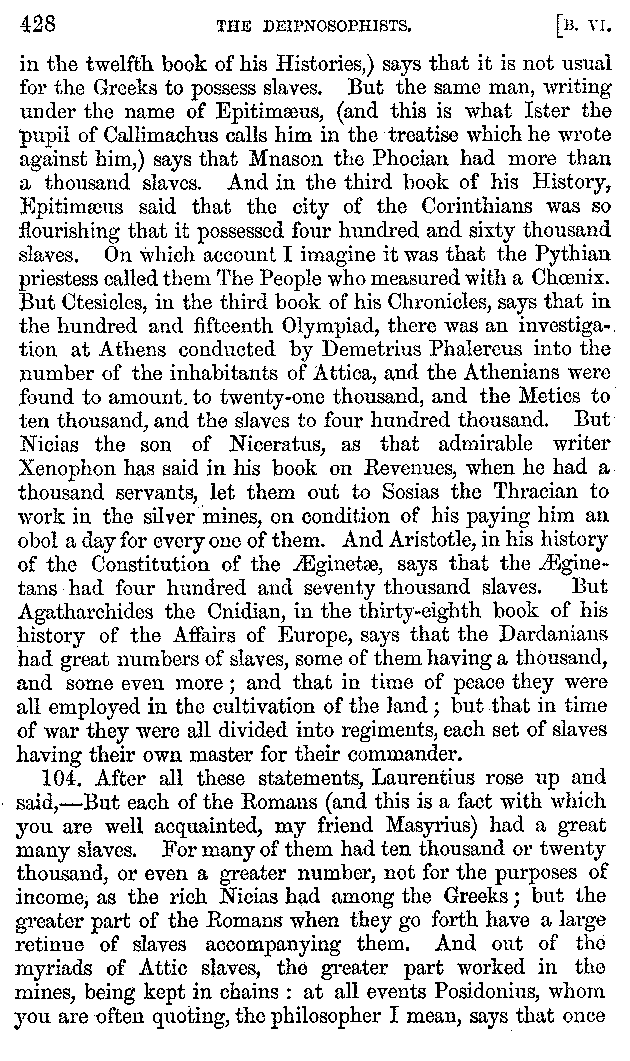 428 THE DEIPNOSOPHISTS. [B. VI.
in the twelfth book of his Histories,) says that it is not usual
for the Greeks to possess slaves. But the same man, writing
under the name of Epitimæus, (and this is what Ister the
pupil of Callimachus calls him in the treatise which he wrote
against him,) says that Mnason the Phocian had more than
a thousand slaves. And in the third book of his History,
Epitimæus said that the city of the Corinthians was so
flourishing that it possessed four hundred and sixty thousand
slaves. On which account I imagine it was that the Pythian
priestess called them The People who measured with a Chœnix.
But Ctesicles, in the third book of his Chronicles, says that in
the hundred and fifteenth Olympiad, there was an investiga-
tion at Athens conducted by Demetrius Phalereus into the
number of the inhabitants of Attica, and the Athenians were
found to amount to twenty-one thousand, and the Metics to
ten thousand, and the slaves to four hundred thousand. But
Nicias the son of Niceratus, as that admirable writer
Xenophon has said in his book on Revenues, when he had a
thousand servants, let them out to Sosias the Thracian to
work in the silver mines, on condition of his paying him an
obol a day for every one of them. And Aristotle, in his history
of the Constitution of the Æginetæ, says that the Ægine-
tans had four hundred and seventy thousand slaves. But
Agatharchides the Cnidian, in the thirty-eighth book of his
history of the Affairs of Europe, says that the Dardanians
had great numbers of slaves, some of them having a thousand,
and some even more; and that in time of peace they were
all employed in the cultivation of the land; but that in time
of war they were all divided into regiments, each set of slaves
having their own master for their commander.
104. After all these statements, Laurentius rose up and
said,—But each of the Romans (and this is a fact with which
you are well acquainted, my friend Masyrius) had a great
many slaves. For many of them had ten thousand or twenty
thousand, or even a greater number, not for the purposes of
income, as the rich Nicias had among the Greeks; but the
greater part of the Romans when they go forth have a large
retinue of slaves accompanying them. And out of the
myriads of Attic slaves, the greater part worked in the
mines, being kept in chains: at all events Posidonius, whom
you are often quoting, the philosopher I mean, says that once